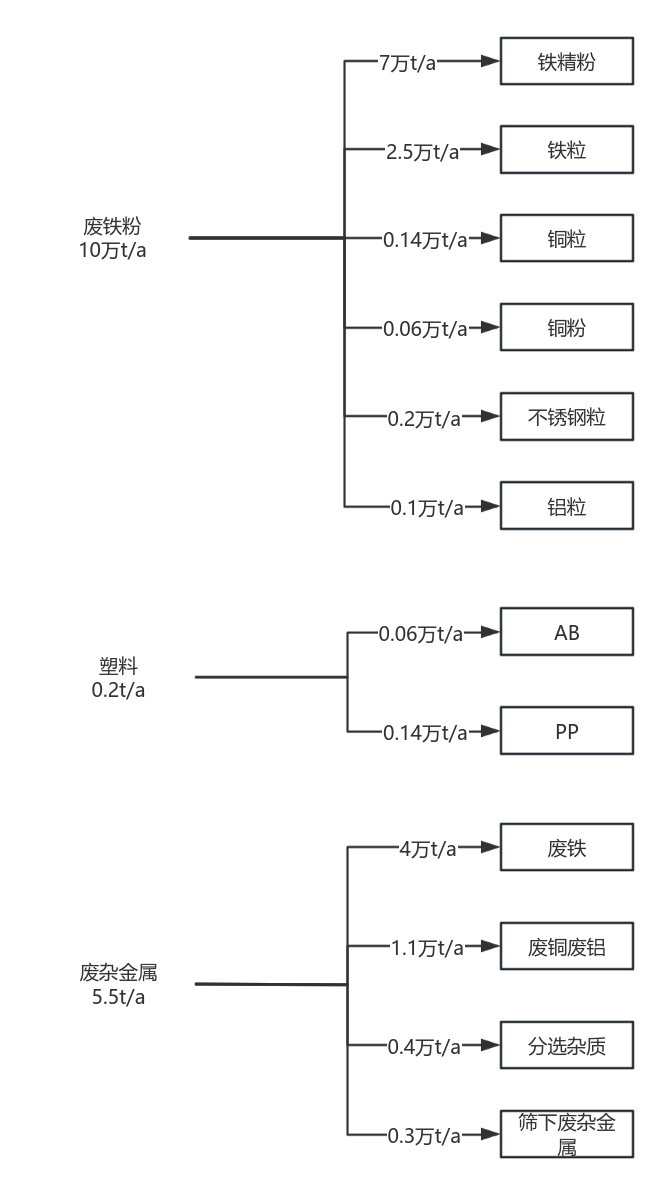 7万t/a
铁精粉
2.5万t/a
铁粒
废铁粉
10万t/a
0.14万t/a
铜粒
0.06万t/a
铜粉
0.2万t/a
不锈钢粒
0.1万t/a
铝粒
塑料
0.2t/a
0.06万t/a
AB
0.14万t/a
PP
4万t/a
废铁
1.1万t/a
废铜废铝
废杂金属
5.5t/a
0.4万t/a
分选杂质
0.3万t/a
筛下废杂金
属